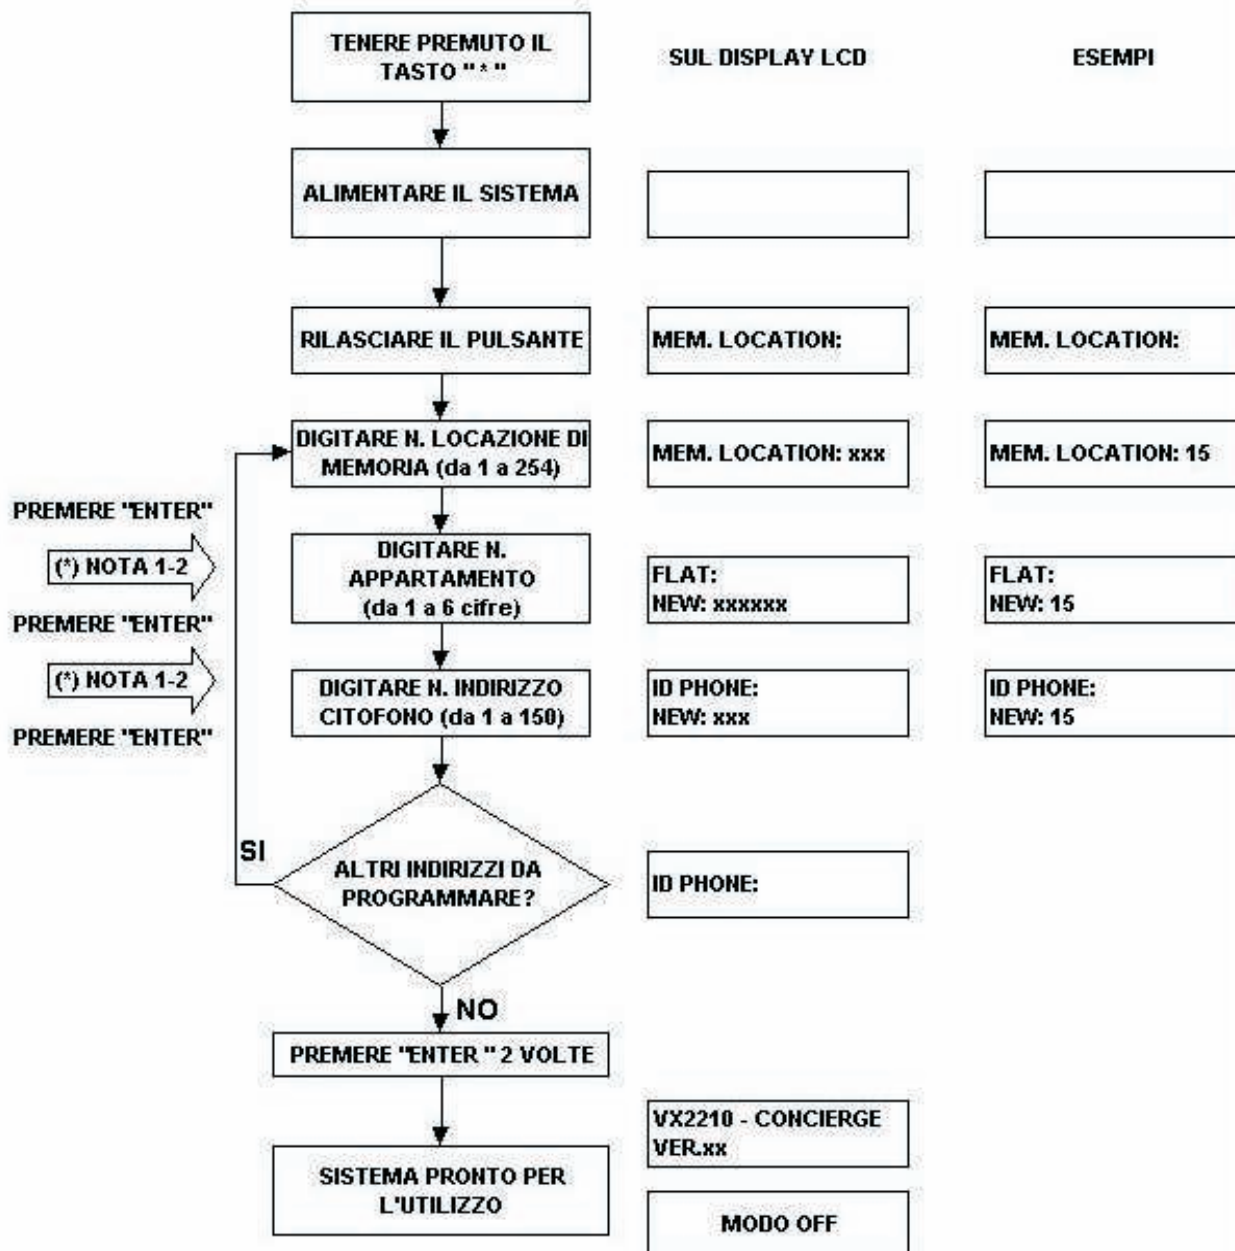 TENERE PREMUTO IL
TASTO " * "
SUL DISPLAY LCD
ESEMPI
ALIMENTARE IL SISTEMA
RILASCIARE IL PULSANTE
MEM. LOCATION:
MEM. LOCATION:
DIGITARE N. LOCAZIONE DI
MEMORIA (da 1 a 254)
MEM. LOCATION: xxx
MEM. LOCATION: 15
PREMERE "ENTER"
(*) NOTA 1-2
DIGITARE N.
APPARTAMENTO
(da 1 a 6 cifre)
FLAT:
NEW: xxxxxx
FLAT:
NEW: 15
PREMERE "ENTER"
(*) NOTA 1-2
DIGITARE N. INDIRIZZO
CITOFONO (da 1 a 150)
ID PHONE:
NEW: xxx
ID PHONE:
NEW: 15
PREMERE "ENTER"
SI
ALTRI INDIRIZZI DA
PROGRAMMARE?
ID PHONE:
NO
PREMERE "ENTER " 2 VOLTE
VX2210 - CONCIERGE
VER.xx
SISTEMA PRONTO PER
L'UTILIZZO
MODO OFF